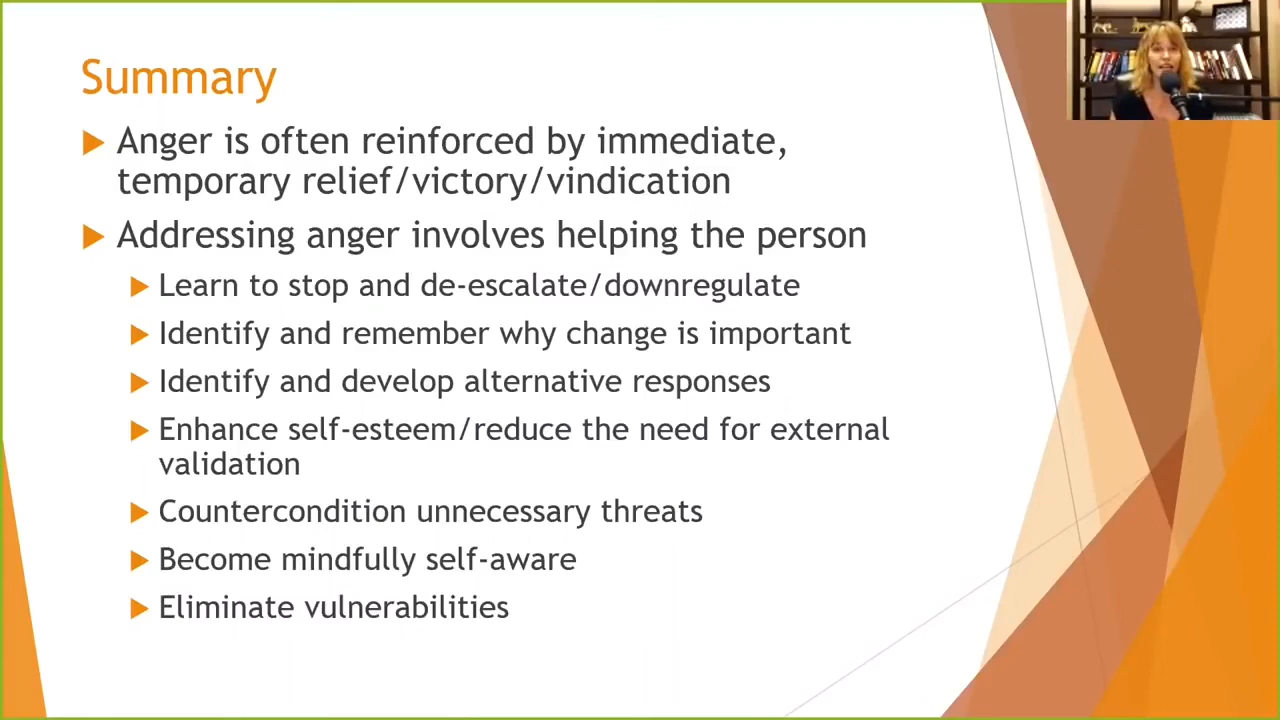 Summary
Anger is often reinforced by immediate,
temporary relief/victory/vindication
Addressing anger involves helping the person
Learn to stop and de-escalate/downregulate
Identify and remember why change is important
Identify and develop alternative responses
Enhance self-esteem/reduce the need for external
validation
Countercondition unnecessary threats
Become mindfully self-aware
Eliminate vulnerabilities